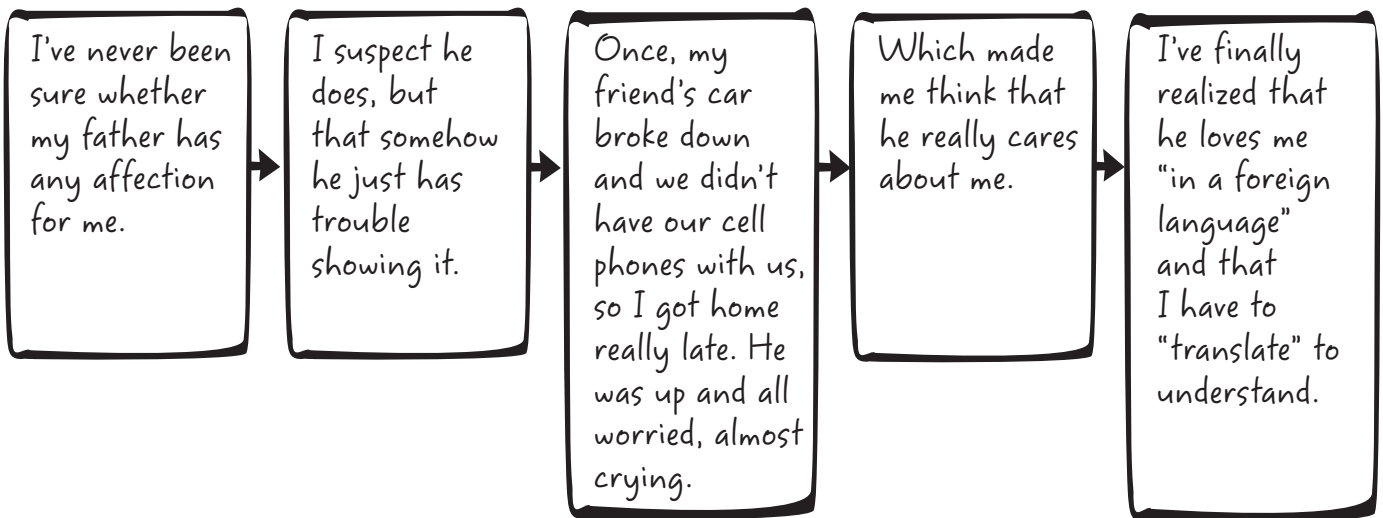 I've never been
sure whether
my father has
any affection
for me.
I suspect he
does, but
that somehow
he just has
trouble
showing it.
Once, my
friend's car
broke down
and we didn't
have our cell
phones with us,
so I got home
really late. He
was up and all
worried, almost
crying.
Which made
me think that
he really cares
about me.
I've finally
realized that
he loves me
“in a foreign
language”
and that
I have to
“translate” to
understand.